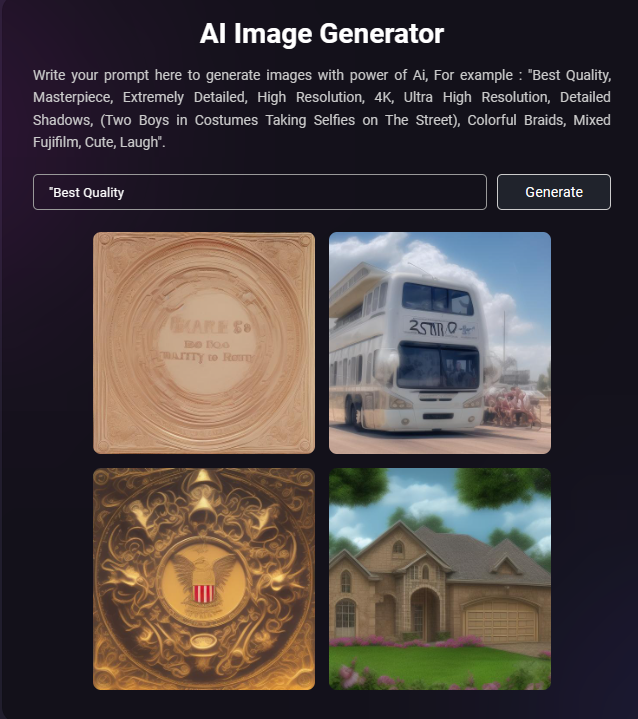 AI Image Generator
Write your prompt here to generate images with power of Ai, For example : "Best Quality,
Masterpiece, Extremely Detailed, High Resolution, 4K, Ultra High Resolution, Detailed
Shadows, (Two Boys in Costumes Taking Selfies on The Street), Colorful Braids, Mixed
Fujifilm, Cute, Laugh".
"Best Quality
Generate